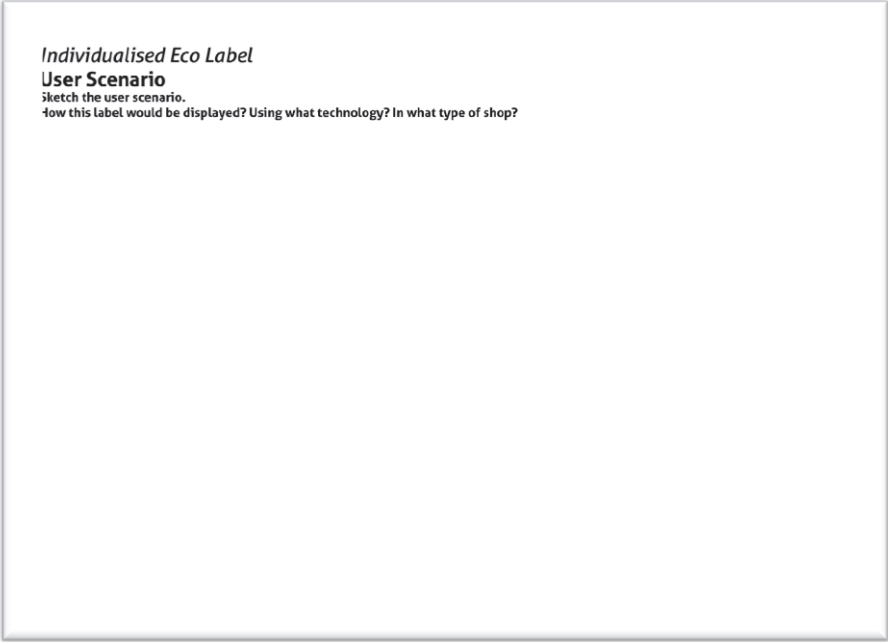 Individualised Eco Label
User Scenario
Sketch the user scenario.
How this label would be displayed? Using what technology? In what type of shop?